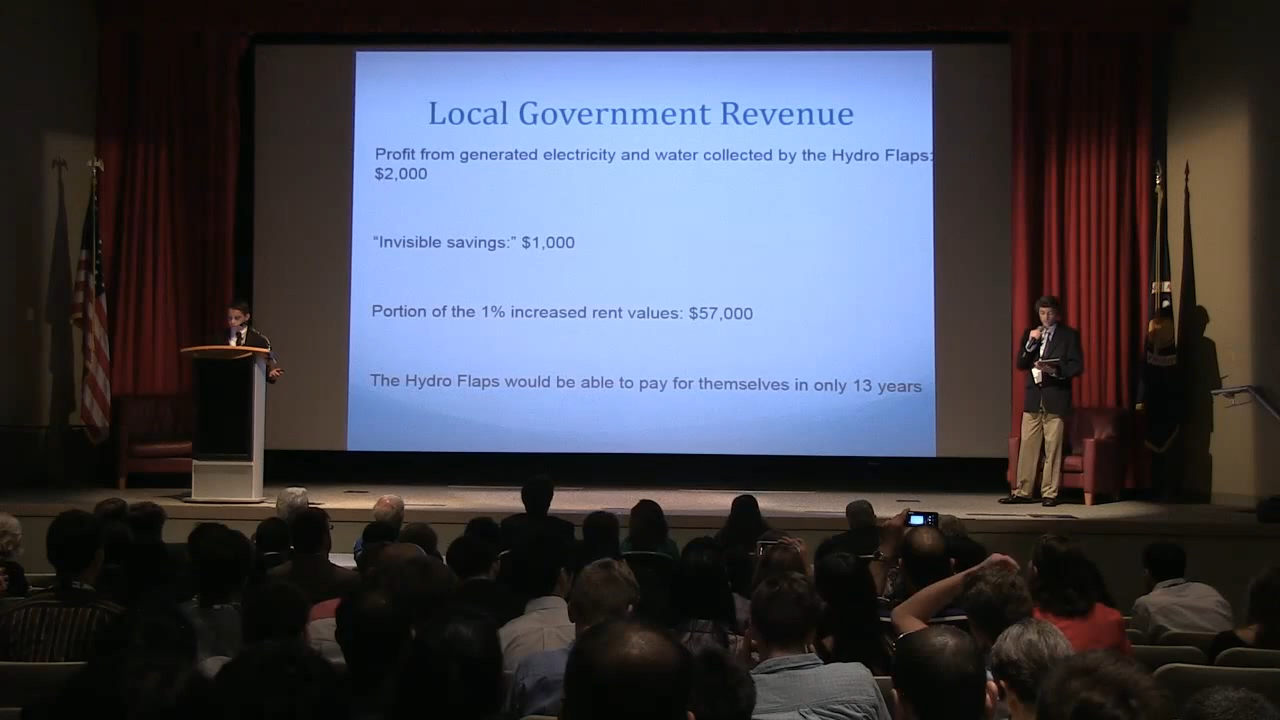 Local Government Revenue
Profit from generated electricity and water collected by the Hydro Flaps:
$2,000
“Invisible savings:” $1,000
Portion of the 1% increased rent values: $57,000
The Hydro Flaps would be able to pay for themselves in only 13 years